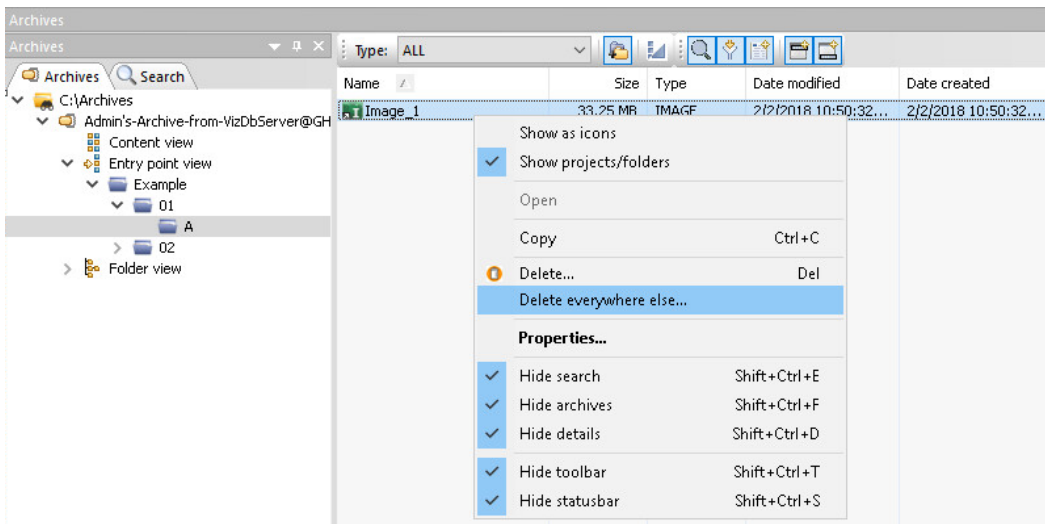 Archives
Archives
Archives Search
C:\Archives
Admin's-Archive-from-VizDbServer@GH
Content view
Entry point view
Example
01
A
02
Folder view
Type: ALL
Name Size Type Date modified Date created
Image_1 33.25 MB IMAGE 2/2/2018 10:50:32... 2/2/2018 10:50:32...
Show as icons
Show projects/folders
Open
Copy Ctrl+C
Delete... Del
Delete everywhere else...
Properties...
Hide search Shift+Ctrl+E
Hide archives Shift+Ctrl+F
Hide details Shift+Ctrl+D
Hide toolbar Shift+Ctrl+T
Hide statusbar Shift+Ctrl+S